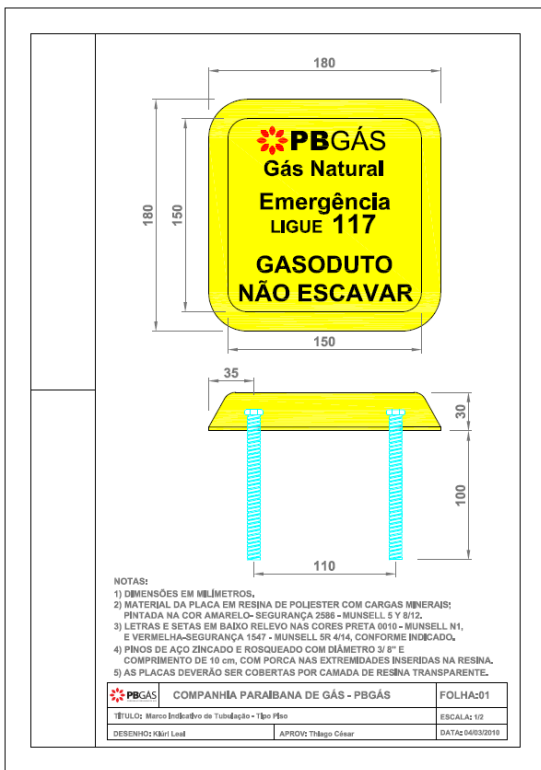 180
PBGÁS
Gás Natural
Emergência
LIGUE 117
GASODUTO
NÃO ESCAVAR
180
150
150
35
30
100
110
NOTAS:
1) DIMENSÕES EM MILÍMETROS.
2) MATERIAL DA PLACA EM RESINA DE POLIESTER COM CARGAS MINERAIS;
PINTADA NA COR AMARELO- SEGURANÇA 2586 - MUNSELL 5 Y 8/12.
3) LETRAS E SETAS EM BAIXO RELEVO NAS CORES PRETA 0010 - MUNSELL N1,
E VERMELHA-SEGURANÇA 1547 - MUNSELL 5R 4/14, CONFORME INDICADO.
4) PINOS DE AÇO ZINCADO E ROSQUEADO COM DIÂMETRO 3/ 8" E
COMPRIMENTO DE 10 cm, COM PORCA NAS EXTREMIDADES INSERIDAS NA RESINA.
5) AS PLACAS DEVERÃO SER COBERTAS POR CAMADA DE RESINA TRANSPARENTE.
PBGÁS COMPANHIA PARAIBANA DE GÁS - PBGÁS FOLHA:01
TÍTULO: Marco Indicativo de Tubulação - Tipo Piso ESCALA: 1/2
DESENHO: Kiúri Leal APROV: Thiago César DATA: 04/03/2010